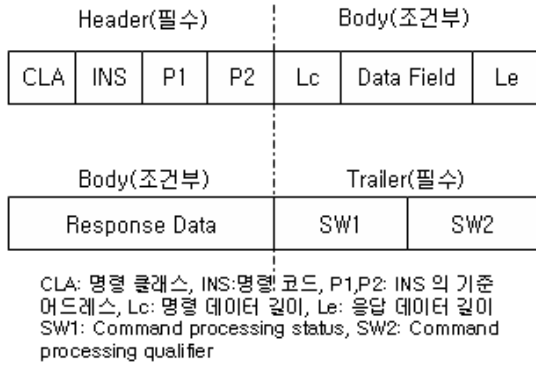 Header(필수) Body(조건부)
CLA INS P1 P2 Lc Data Field Le
Body(조건부) Trailer(필수)
Response Data SW1 SW2
CLA: 명령 클래스, INS:명령 코드, P1,P2: INS 의 기준
어드레스, Lc: 명령 데이터 길이, Le: 응답 데이터 길이
SW1: Command processing status, SW2: Command
processing qualifier